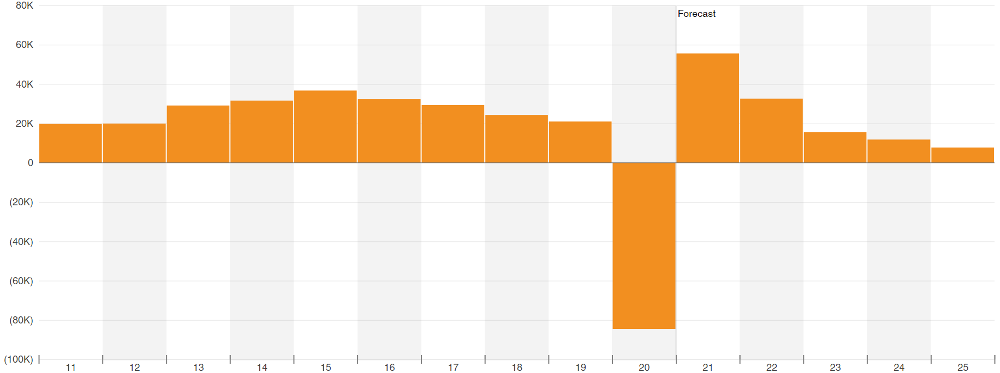 80K
Forecast
60K
40K
20K
0
(20K)
(40K)
(60K)
(80K)
(100K)
11 12 13 14 15 16 17 18 19 20 21 22 23 24 25